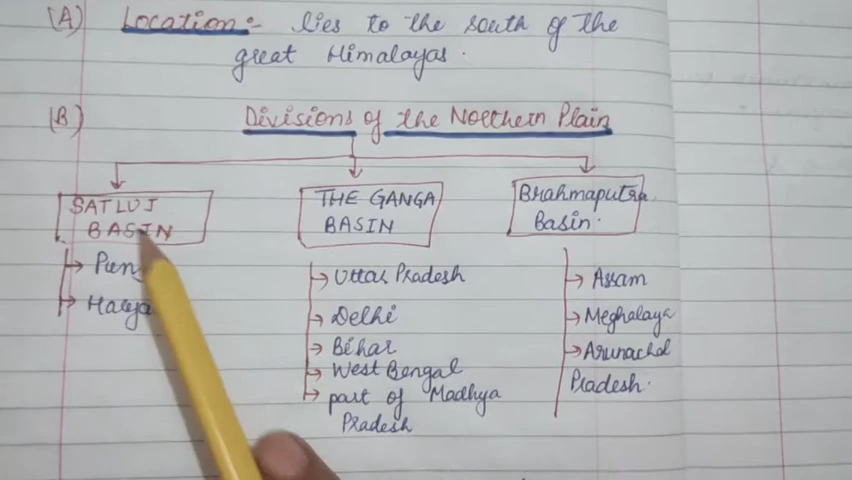 (A) Location :- lies to the south of the
great Himalayas.
(B) Divisions of the Northern Plain
SATLUJ
BASIN
THE GANGA
BASIN
Brahmaputra
Basin.
Uttar Pradesh
Delhi
Bihar
West Bengal
part of Madhya
Pradesh
Assam
Meghalaya
Arunachal
Pradesh.